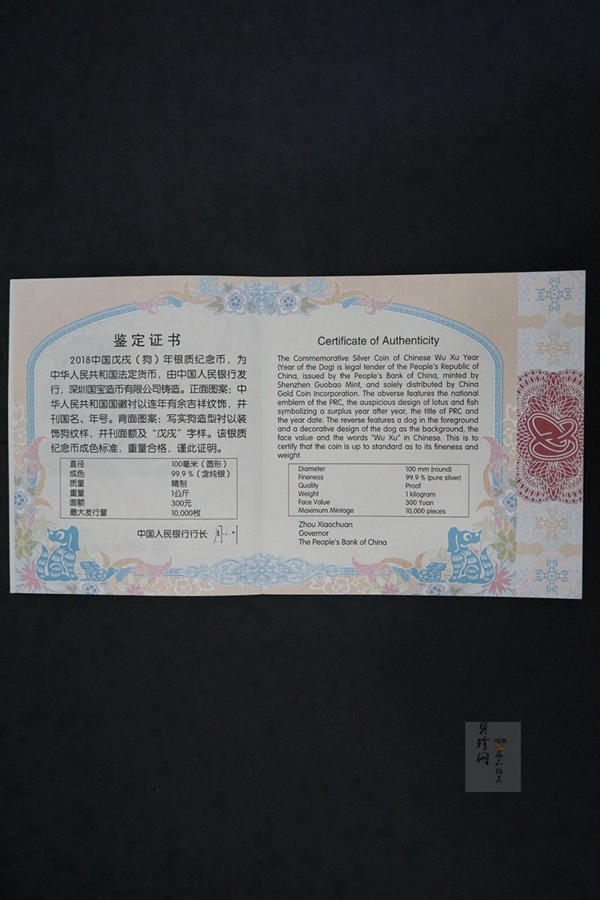 鉴定证书
2018中国戊戌（狗）年银质纪念币，为
中华人民共和国法定货币，由中国人民银行发
行，深圳国宝造币有限公司铸造。正面图案：中
华人民共和国国徽衬以连年有余吉祥纹饰，并
刊国名、年号。背面图案：写实狗造型衬以装
饰狗纹样，并刊面额及“戊戌”字样。该银质
纪念币成色标准，重量合格，谨此证明。
直径 100毫米（圆形）
成色 99.9%（含纯银）
质量 精制
重量 1公斤
面额 300元
最大发行量 10,000枚
中国人民银行行长
Certificate of Authenticity
The Commemorative Silver Coin of Chinese Wu Xu Year
(Year of the Dog) is legal tender of the People's Republic of
China, issued by the People's Bank of China, minted by
Shenzhen Guobao Mint, and solely distributed by China
Gold Coin Incorporation. The obverse features the national
emblem of the PRC, the auspicious design of lotus and fish
symbolizing a surplus year after year, the title of PRC and
the year date. The reverse features a dog in the foreground
and a decorative design of the dog as the background, the
face value and the words "Wu Xu" in Chinese. This is to
certify that the coin is up to standard as to its fineness and
weight.
Diameter 100 mm (round)
Fineness 99.9 % (pure silver)
Quality Proof
Weight 1 kilogram
Face Value 300 Yuan
Maximum Mintage 10,000 pieces
Zhou Xiaochuan
Governor
The People's Bank of China
贝珍网